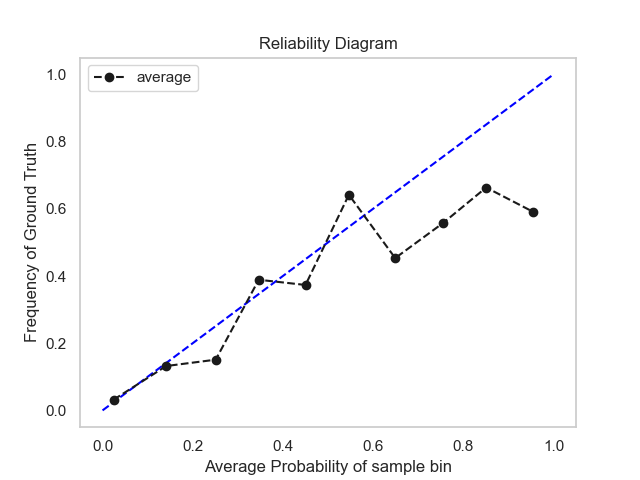 Reliability Diagram
average
Frequency of Ground Truth
1.0
0.8
0.6
0.4
0.2
0.0
0.0 0.2 0.4 0.6 0.8 1.0
Average Probability of sample bin